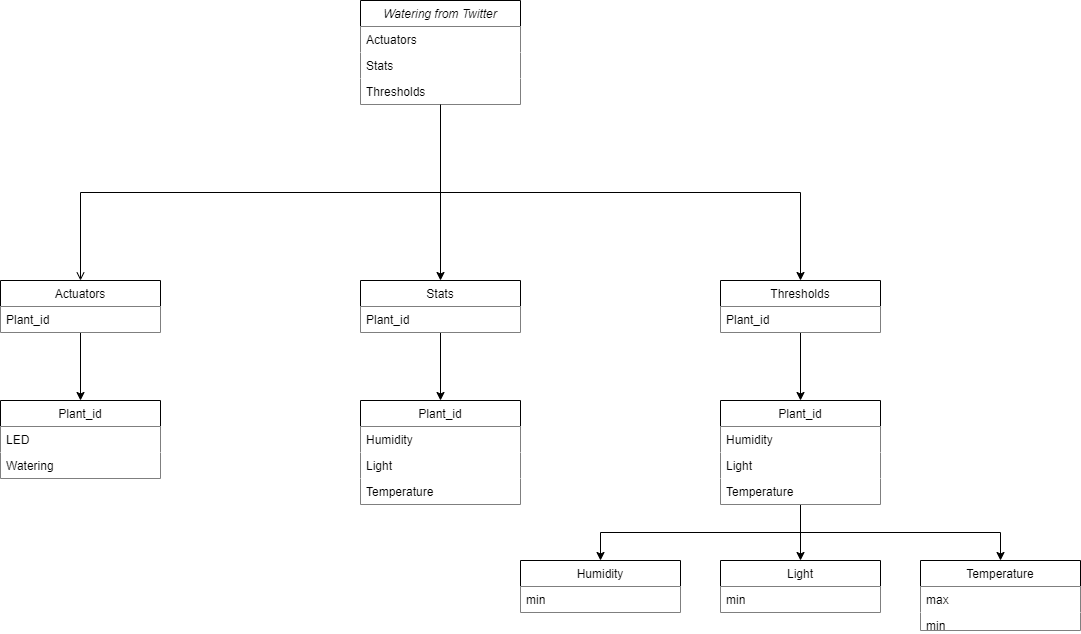 Watering from Twitter
Actuators
Stats
Thresholds
Actuators
Plant_id
Stats
Plant_id
Thresholds
Plant_id
Plant_id
LED
Watering
Plant_id
Humidity
Light
Temperature
Plant_id
Humidity
Light
Temperature
Humidity
min
Light
min
Temperature
max
min